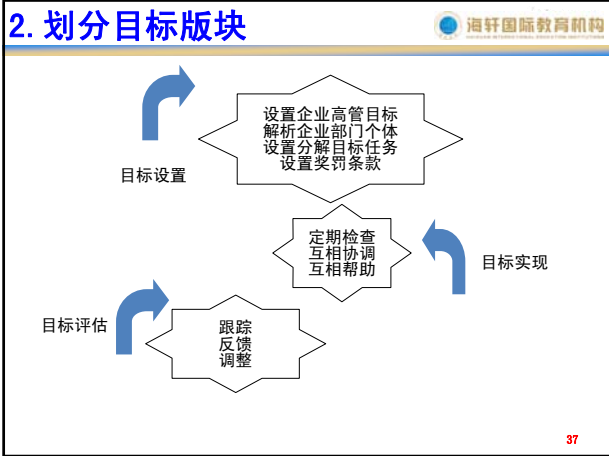 2. 划分目标版块
海轩国际教育机构
设置企业高管目标
解析企业部门个体
设置分解目标任务
设置奖罚条款
目标设置
定期检查
互相协调
互相帮助
目标实现
目标评估
跟踪
反馈
调整
37